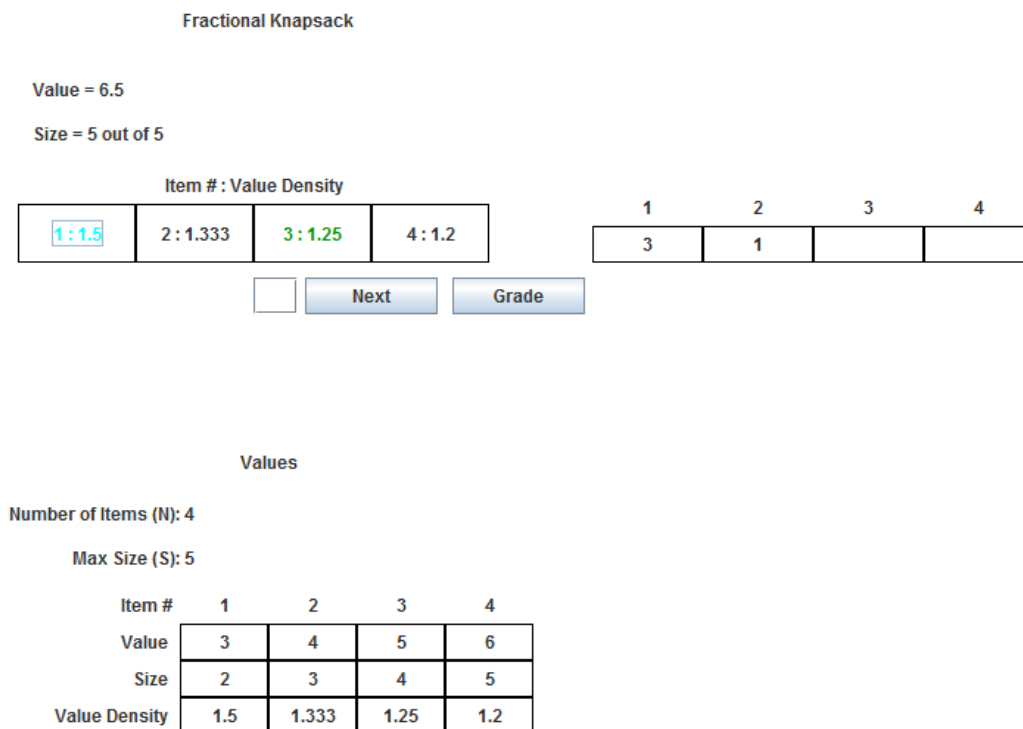 Fractional Knapsack
Value = 6.5
Size = 5 out of 5
Item # : Value Density
1 2 3 4
1 : 1.5 2 : 1.333 3 : 1.25 4 : 1.2
3 1
Next Grade
Values
Number of Items (N): 4
Max Size (S): 5
Item # 1 2 3 4
Value 3 4 5 6
Size 2 3 4 5
Value Density 1.5 1.333 1.25 1.2